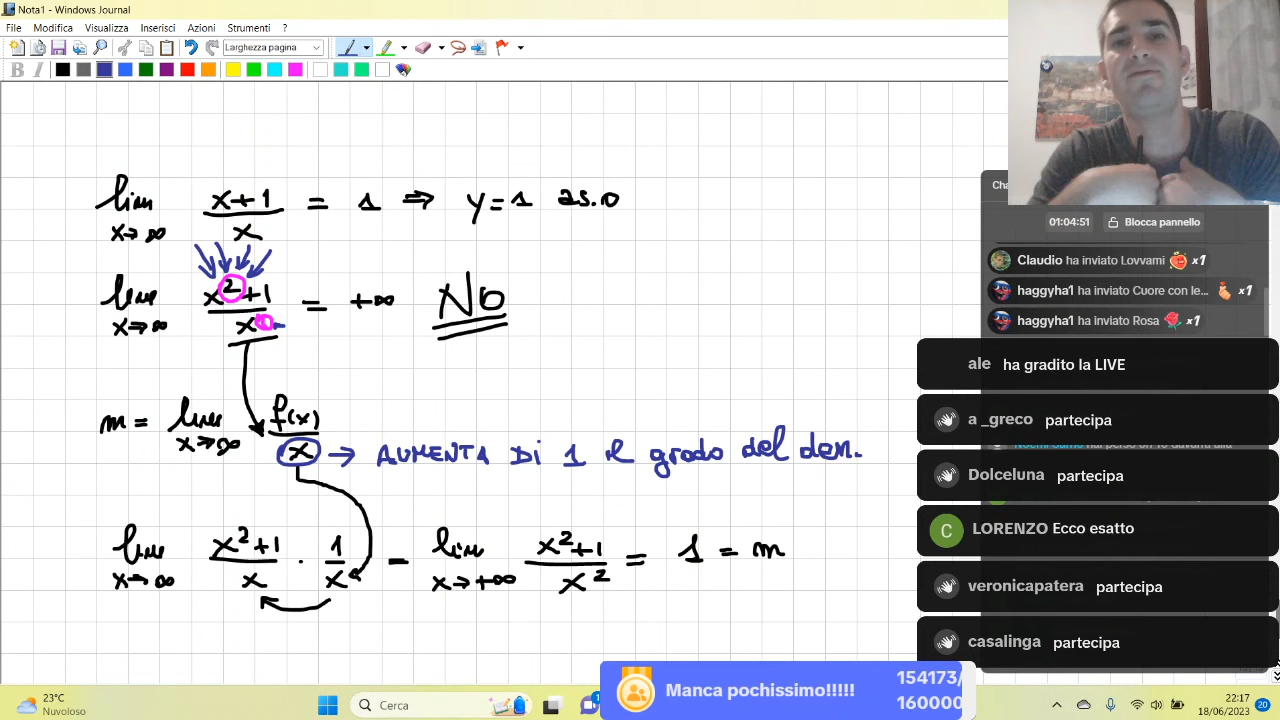 Nota1 - Windows Journal
File Modifica Visualizza Inserisci Azioni Strumenti ?
Larghezza pagina
B I
lim x→∞ x+1/x = 1 ⇒ y=1 as.o
lim x→∞ x²+1/x = +∞ NO
m = lim x→∞ f(x)/x → AUMENTA DI 1 il grado del den.
lim x→∞ x²+1/x · 1/x = lim x→+∞ x²+1/x² = 1 = m
01:04:51 Blocca pannello
Claudio ha inviato Lovvami x1
haggyha1 ha inviato Cuore con le... x1
haggyha1 ha inviato Rosa x1
ale ha gradito la LIVE
a _greco partecipa
Dolceluna partecipa
C LORENZO Ecco esatto
veronicapatera partecipa
casalinga partecipa
Manca pochissimo!!!!! 154173/
160000
23°C
Nuvoloso
Cerca
22:17
18/06/2023
20